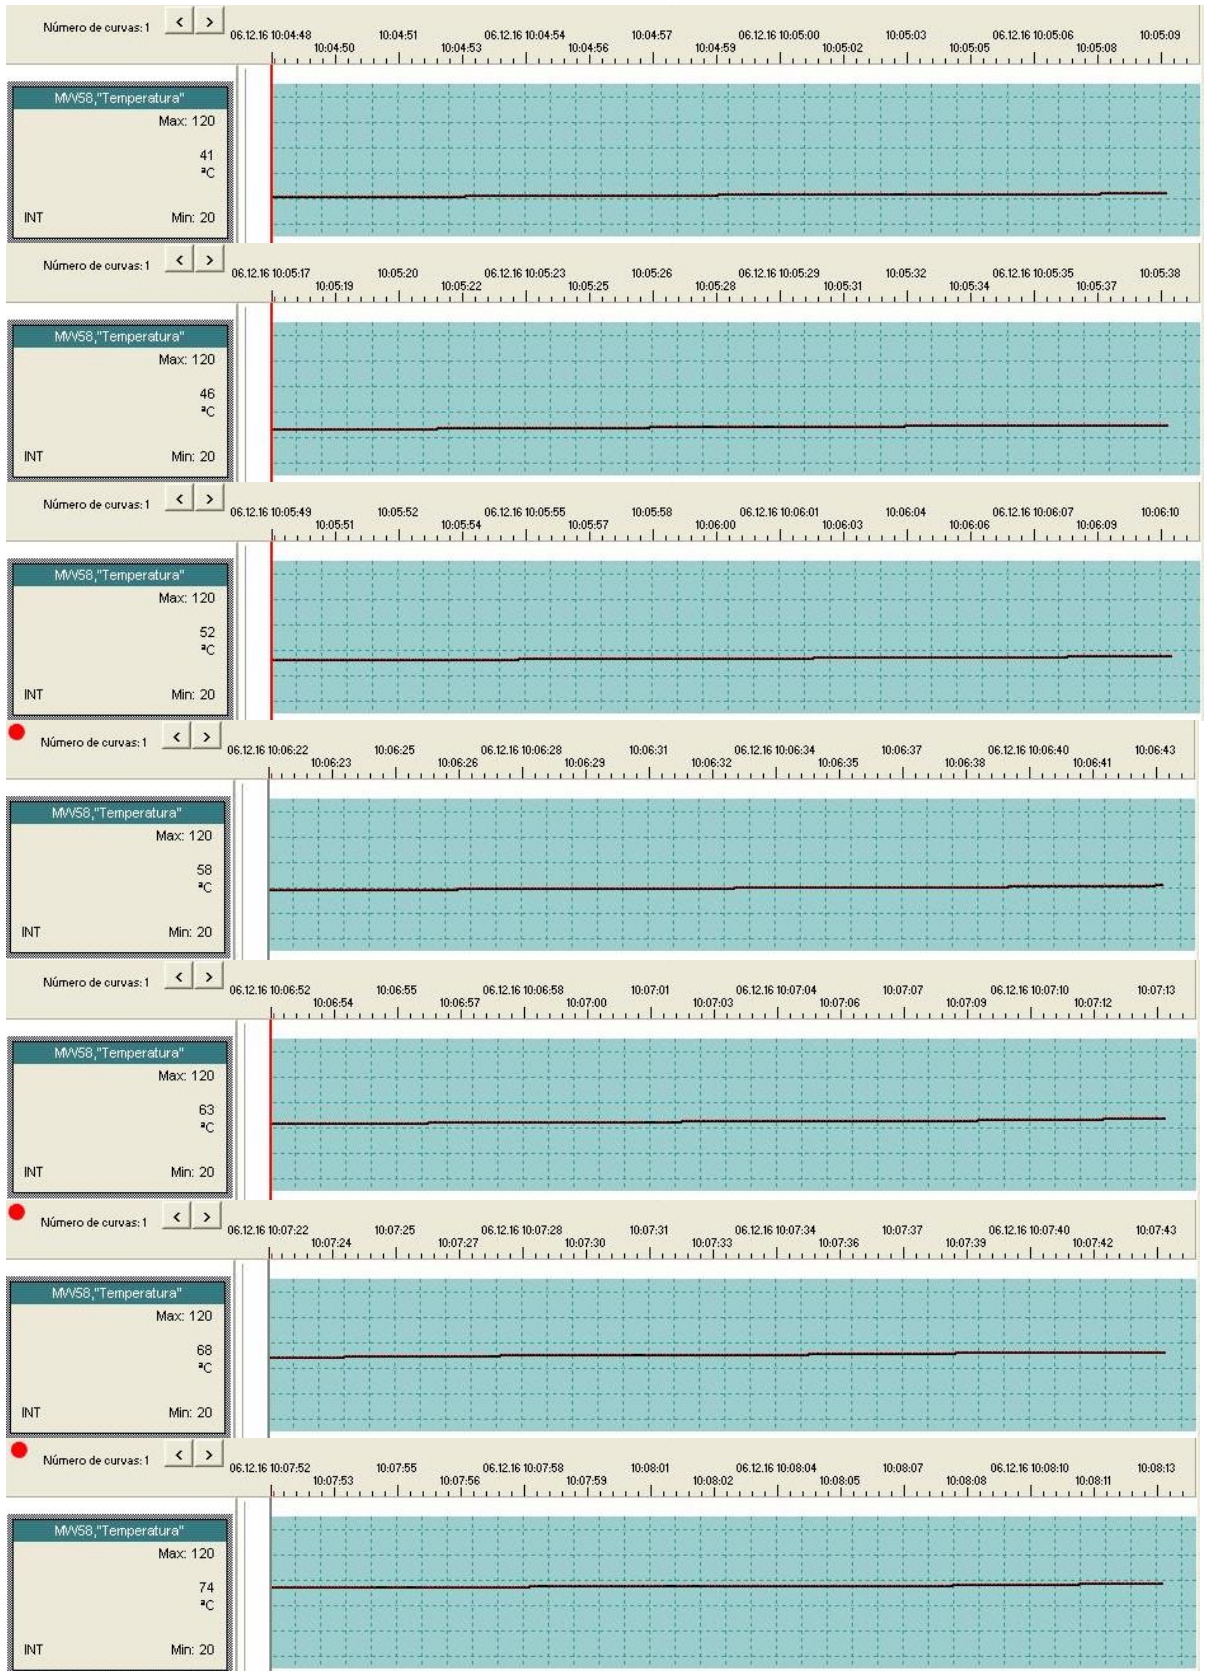 Número de curvas: 1 < > 06.12.16 10:04:48 10:04:51 06.12.16 10:04:54 10:04:57 06.12.16 10:05:00 10:05:03 06.12.16 10:05:06 10:05:09
10:04:50 10:04:53 10:04:56 10:04:59 10:05:02 10:05:05 10:05:08
MW58,"Temperatura"
Max: 120
41
ªC
INT Min: 20
Número de curvas: 1 < > 06.12.16 10:05:17 10:05:20 06.12.16 10:05:23 10:05:26 06.12.16 10:05:29 10:05:32 06.12.16 10:05:35 10:05:38
10:05:19 10:05:22 10:05:25 10:05:28 10:05:31 10:05:34 10:05:37
MW58,"Temperatura"
Max: 120
46
ªC
INT Min: 20
Número de curvas: 1 < > 06.12.16 10:05:49 10:05:52 06.12.16 10:05:55 10:05:58 06.12.16 10:06:01 10:06:04 06.12.16 10:06:07 10:06:10
10:05:51 10:05:54 10:05:57 10:06:00 10:06:03 10:06:06 10:06:09
MW58,"Temperatura"
Max: 120
52
ªC
INT Min: 20
Número de curvas: 1 < > 06.12.16 10:06:22 10:06:25 06.12.16 10:06:28 10:06:31 06.12.16 10:06:34 10:06:37 06.12.16 10:06:40 10:06:43
10:06:23 10:06:26 10:06:29 10:06:32 10:06:35 10:06:38 10:06:41
MW58,"Temperatura"
Max: 120
58
ªC
INT Min: 20
Número de curvas: 1 < > 06.12.16 10:06:52 10:06:55 06.12.16 10:06:58 10:07:01 06.12.16 10:07:04 10:07:07 06.12.16 10:07:10 10:07:13
10:06:54 10:06:57 10:07:00 10:07:03 10:07:06 10:07:09 10:07:12
MW58,"Temperatura"
Max: 120
63
ªC
INT Min: 20
Número de curvas: 1 < > 06.12.16 10:07:22 10:07:25 06.12.16 10:07:28 10:07:31 06.12.16 10:07:34 10:07:37 06.12.16 10:07:40 10:07:43
10:07:24 10:07:27 10:07:30 10:07:33 10:07:36 10:07:39 10:07:42
MW58,"Temperatura"
Max: 120
68
ªC
INT Min: 20
Número de curvas: 1 < > 06.12.16 10:07:52 10:07:55 06.12.16 10:07:58 10:08:01 06.12.16 10:08:04 10:08:07 06.12.16 10:08:10 10:08:13
10:07:53 10:07:56 10:07:59 10:08:02 10:08:05 10:08:08 10:08:11
MW58,"Temperatura"
Max: 120
74
ªC
INT Min: 20